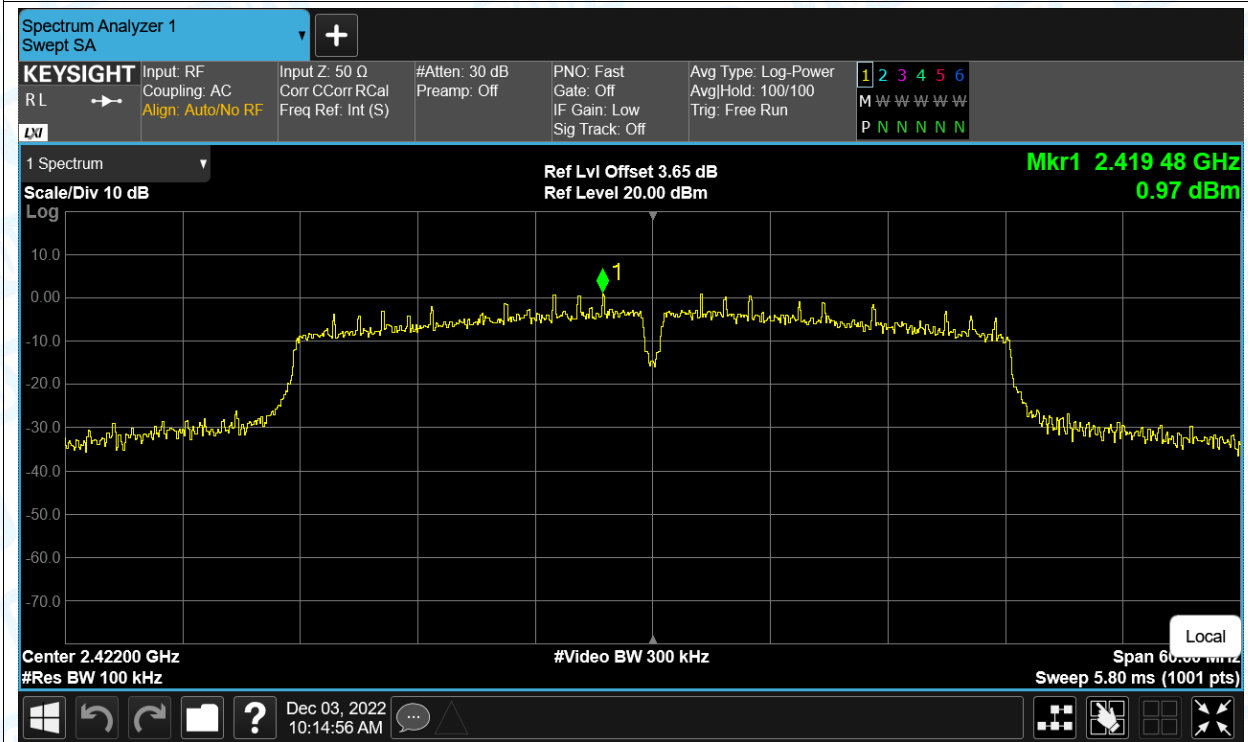 Spectrum Analyzer 1
Swept SA
KEYSIGHT
R L
LXI
Input: RF
Coupling: AC
Align: Auto/No RF
Input Z: 50 Ω
Corr CCorr RCal
Freq Ref: Int (S)
#Atten: 30 dB
Preamp: Off
PNO: Fast
Gate: Off
IF Gain: Low
Sig Track: Off
Avg Type: Log-Power
Avg|Hold: 100/100
Trig: Free Run
1 2 3 4 5 6
M W W W W W
P N N N N N
1 Spectrum
Scale/Div 10 dB
Log
Ref Lvl Offset 3.65 dB
Ref Level 20.00 dBm
Mkr1 2.419 48 GHz
0.97 dBm
1
10.0
0.00
-10.0
-20.0
-30.0
-40.0
-50.0
-60.0
-70.0
Local
Center 2.42200 GHz
#Video BW 300 kHz
Span 60.00 MHz
#Res BW 100 kHz
Sweep 5.80 ms (1001 pts)
?
Dec 03, 2022
10:14:56 AM